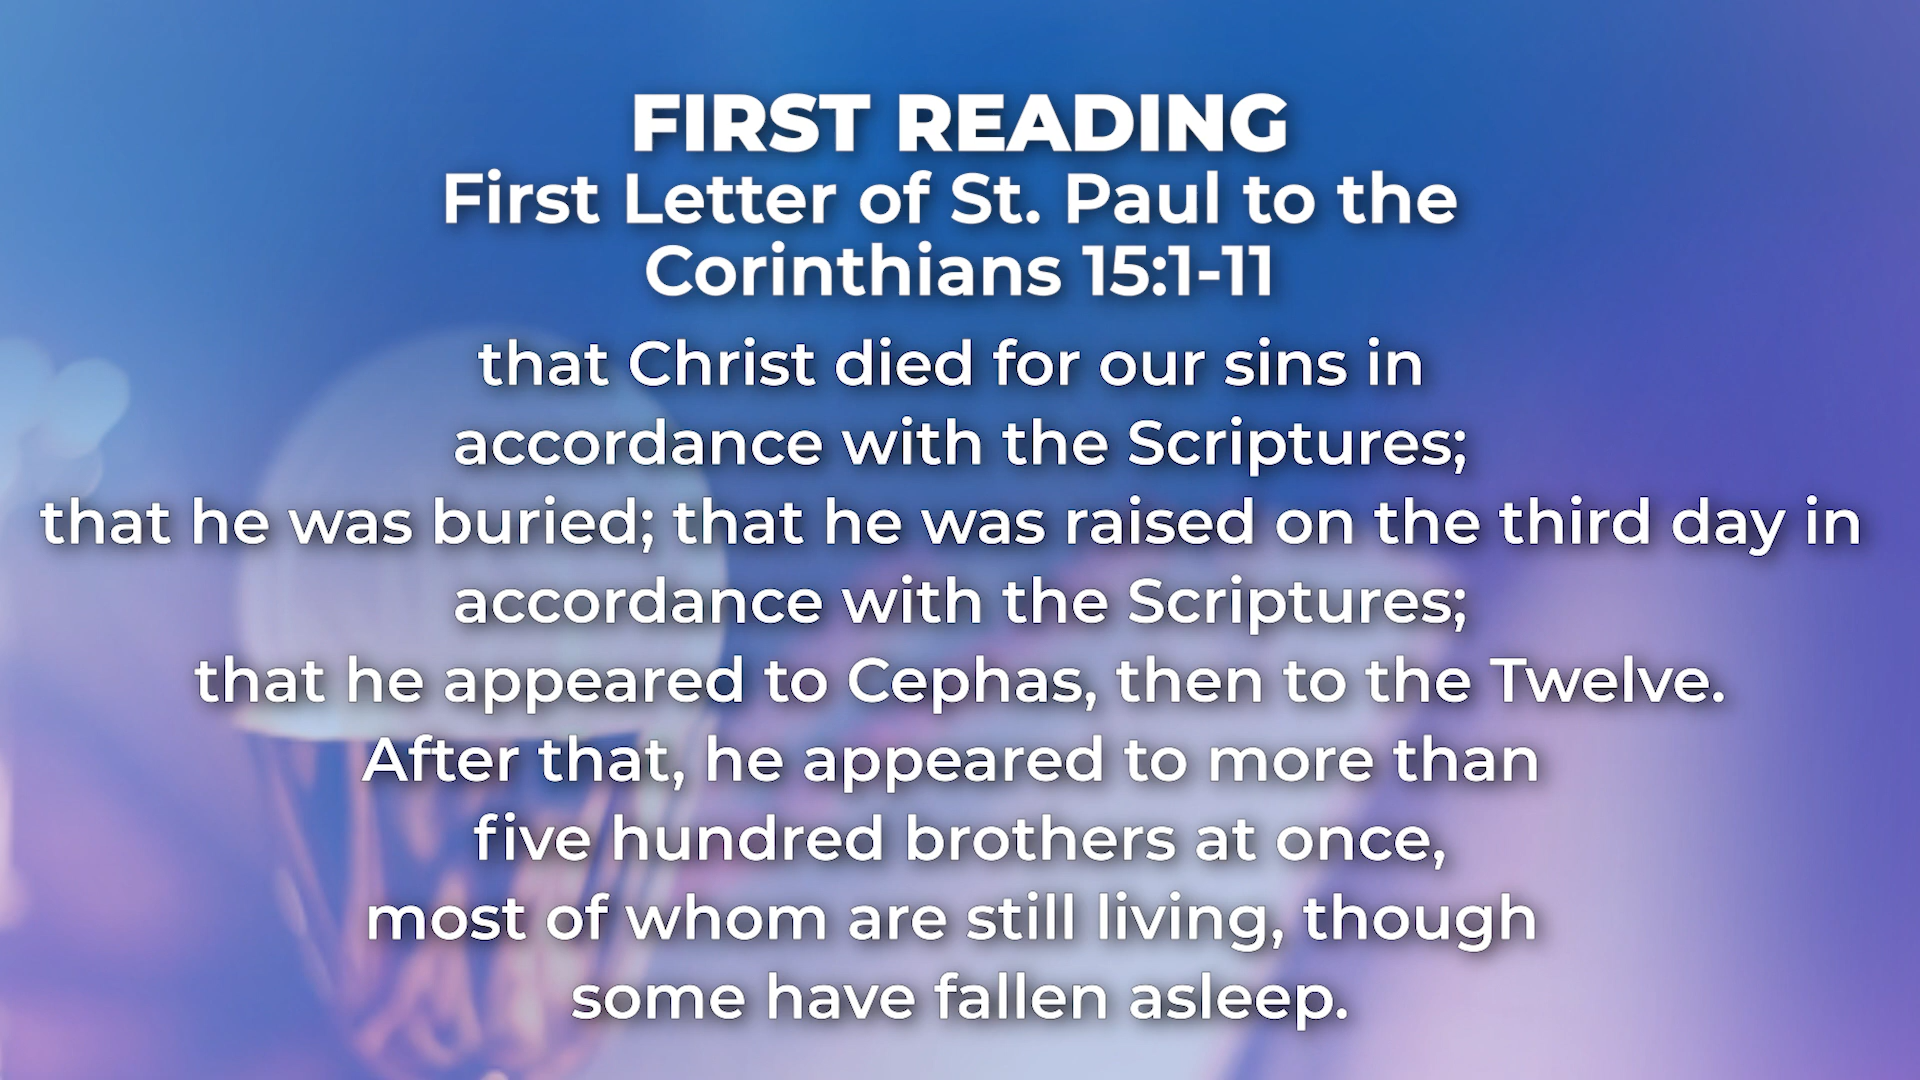 FIRST READING
First Letter of St. Paul to the
Corinthians 15:1-11
that Christ died for our sins in
accordance with the Scriptures;
that he was buried; that he was raised on the third day in
accordance with the Scriptures;
that he appeared to Cephas, then to the Twelve.
After that, he appeared to more than
five hundred brothers at once,
most of whom are still living, though
some have fallen asleep.